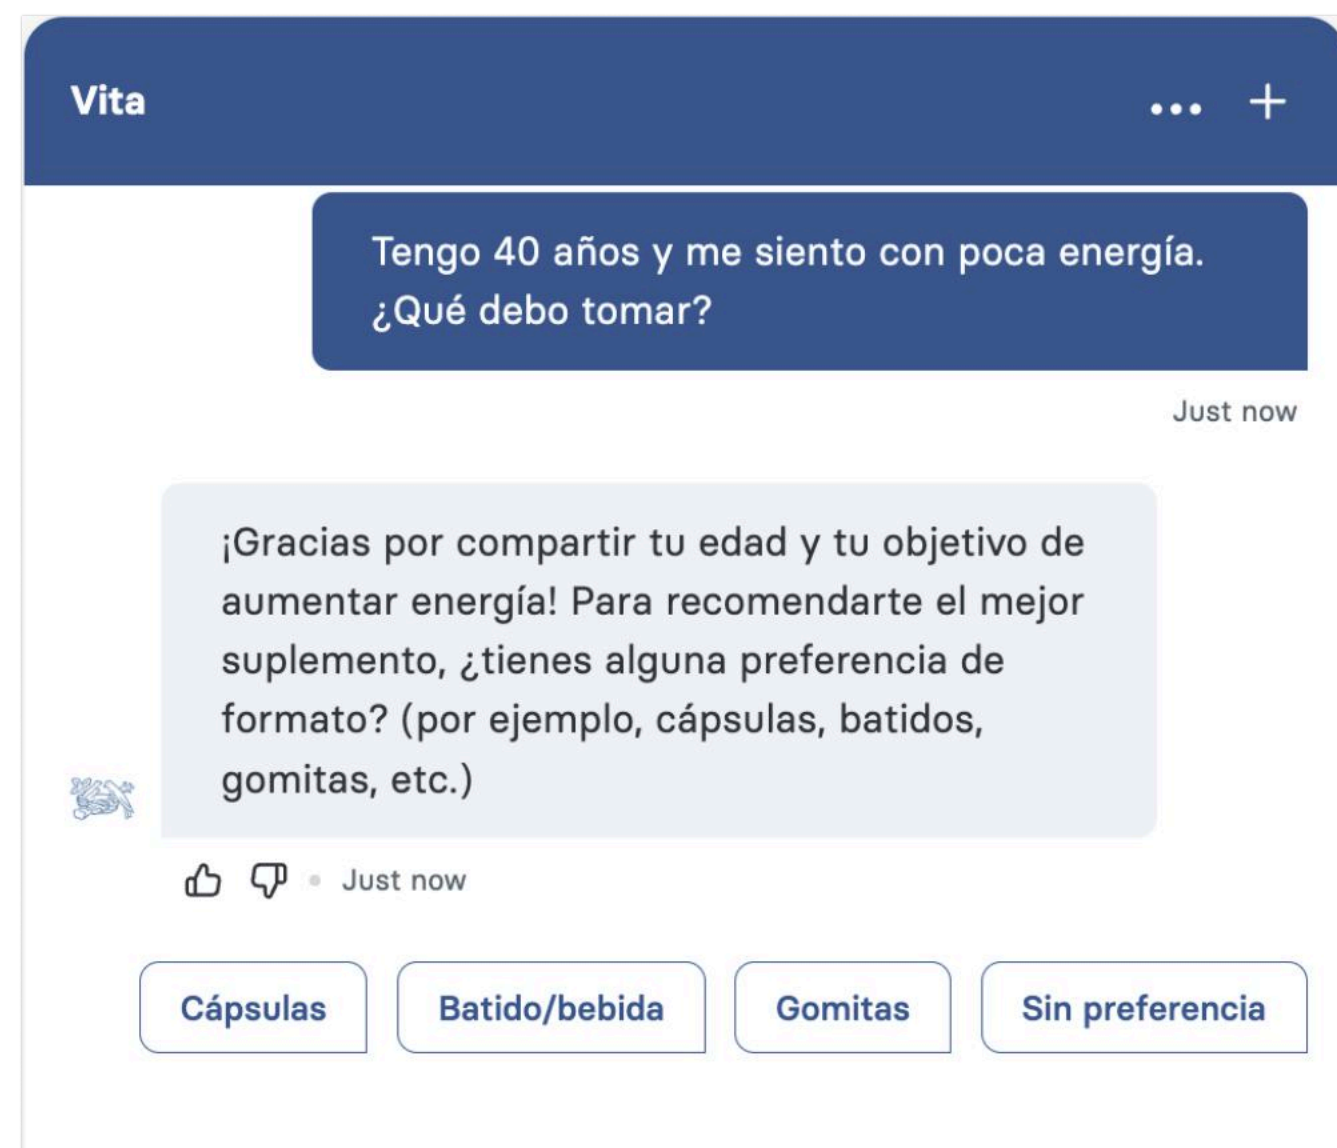 Vita
Tengo 40 años y me siento con poca energía.
¿Qué debo tomar?
Just now
¡Gracias por compartir tu edad y tu objetivo de
aumentar energía! Para recomendarte el mejor
suplemento, ¿tienes alguna preferencia de
formato? (por ejemplo, cápsulas, batidos,
gomitas, etc.)
Just now
Cápsulas
Batido/bebida
Gomitas
Sin preferencia